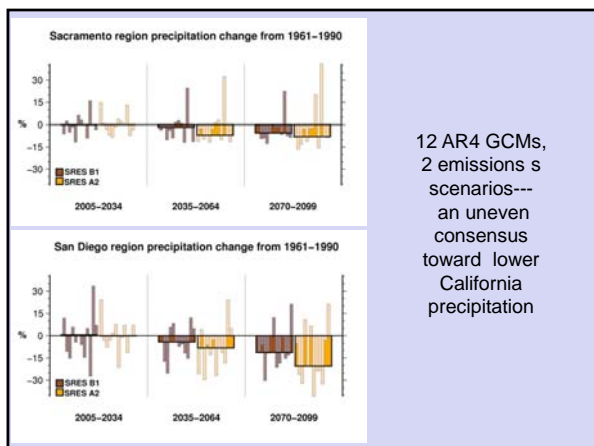 Sacramento region precipitation change from 1961−1990
30
15
% 0
−15
−30
SRES B1
SRES A2
2005−2034 2035−2064 2070−2099
San Diego region precipitation change from 1961−1990
30
15
% 0
−15
−30
SRES B1
SRES A2
2005−2034 2035−2064 2070−2099
12 AR4 GCMs,
2 emissions s
scenarios---
an uneven
consensus
toward lower
California
precipitation